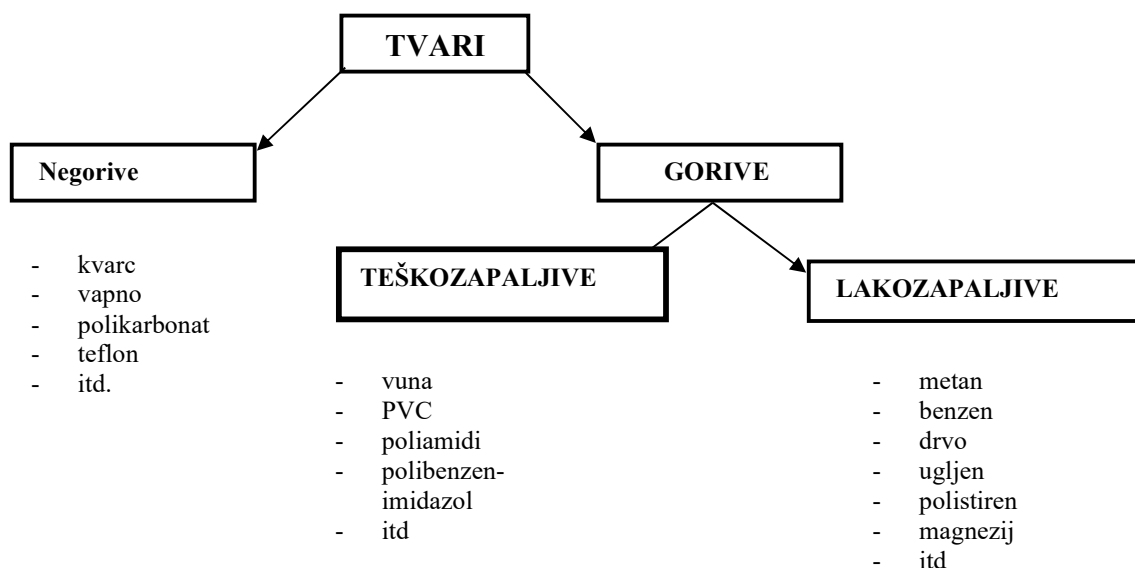 TVARI
Negorive
GORIVE
- kvarc
- vapno
- polikarbonat
- teflon
- itd.
TEŠKOZAPALJIVE
LAKOZAPALJIVE
- vuna
- PVC
- poliamidi
- polibenzen-
imidazol
- itd
- metan
- benzen
- drvo
- ugljen
- polistiren
- magnezij
- itd